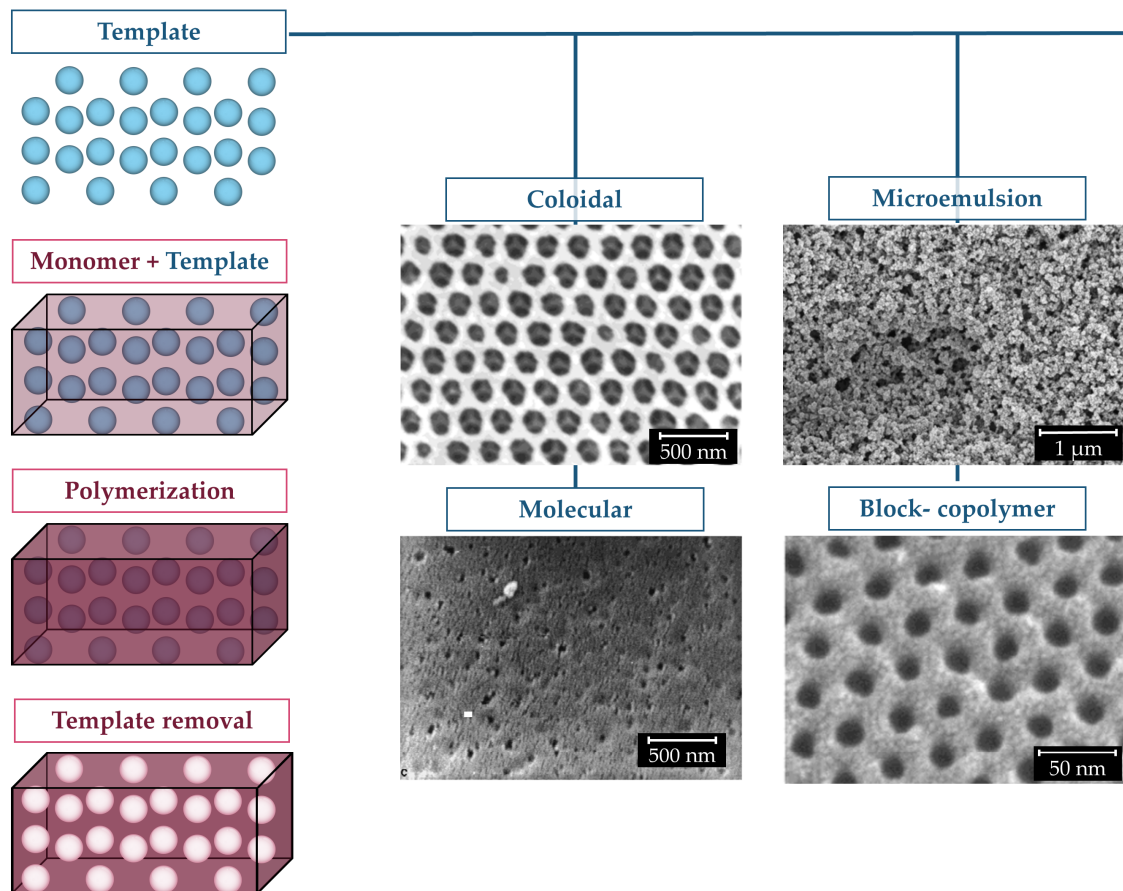 Template
Monomer + Template
Polymerization
Template removal
Coloidal
500 nm
Microemulsion
1 µm
Molecular
500 nm
c
Block- copolymer
50 nm